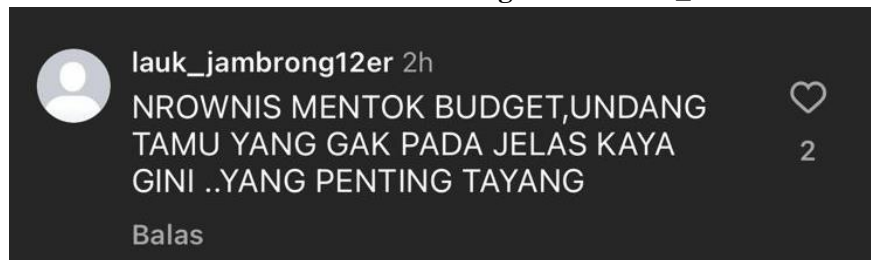 lauk_jambrong12er 2h
NROWNIS MENTOK BUDGET,UNDANG
TAMU YANG GAK PADA JELAS KAYA
GINI ..YANG PENTING TAYANG
2
Balas